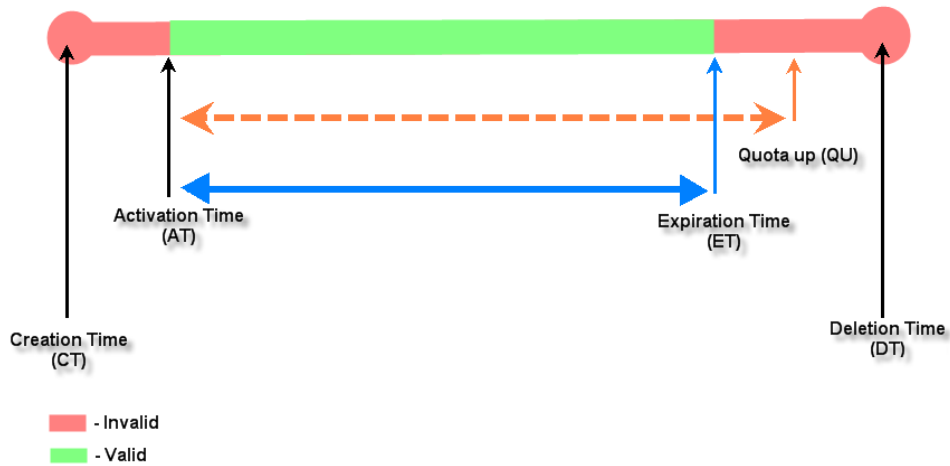 Quota up (QU)
Activation Time
(AT)
Expiration Time
(ET)
Creation Time
(CT)
Deletion Time
(DT)
- Invalid
- Valid